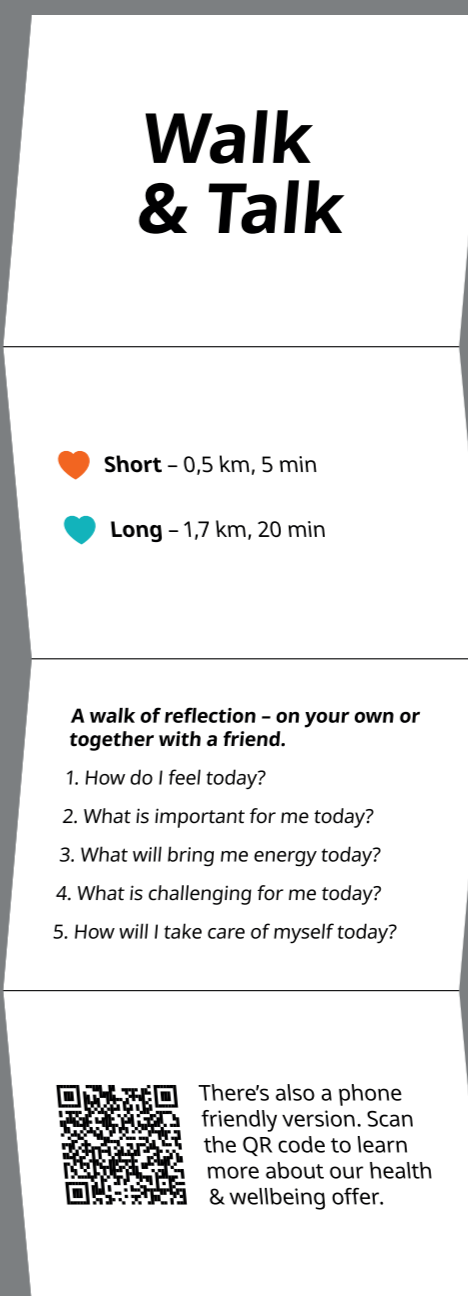 Walk
& Talk
Short – 0,5 km, 5 min
Long – 1,7 km, 20 min
A walk of reflection – on your own or
together with a friend.
1. How do I feel today?
2. What is important for me today?
3. What will bring me energy today?
4. What is challenging for me today?
5. How will I take care of myself today?
There's also a phone
friendly version. Scan
the QR code to learn
more about our health
& wellbeing offer.